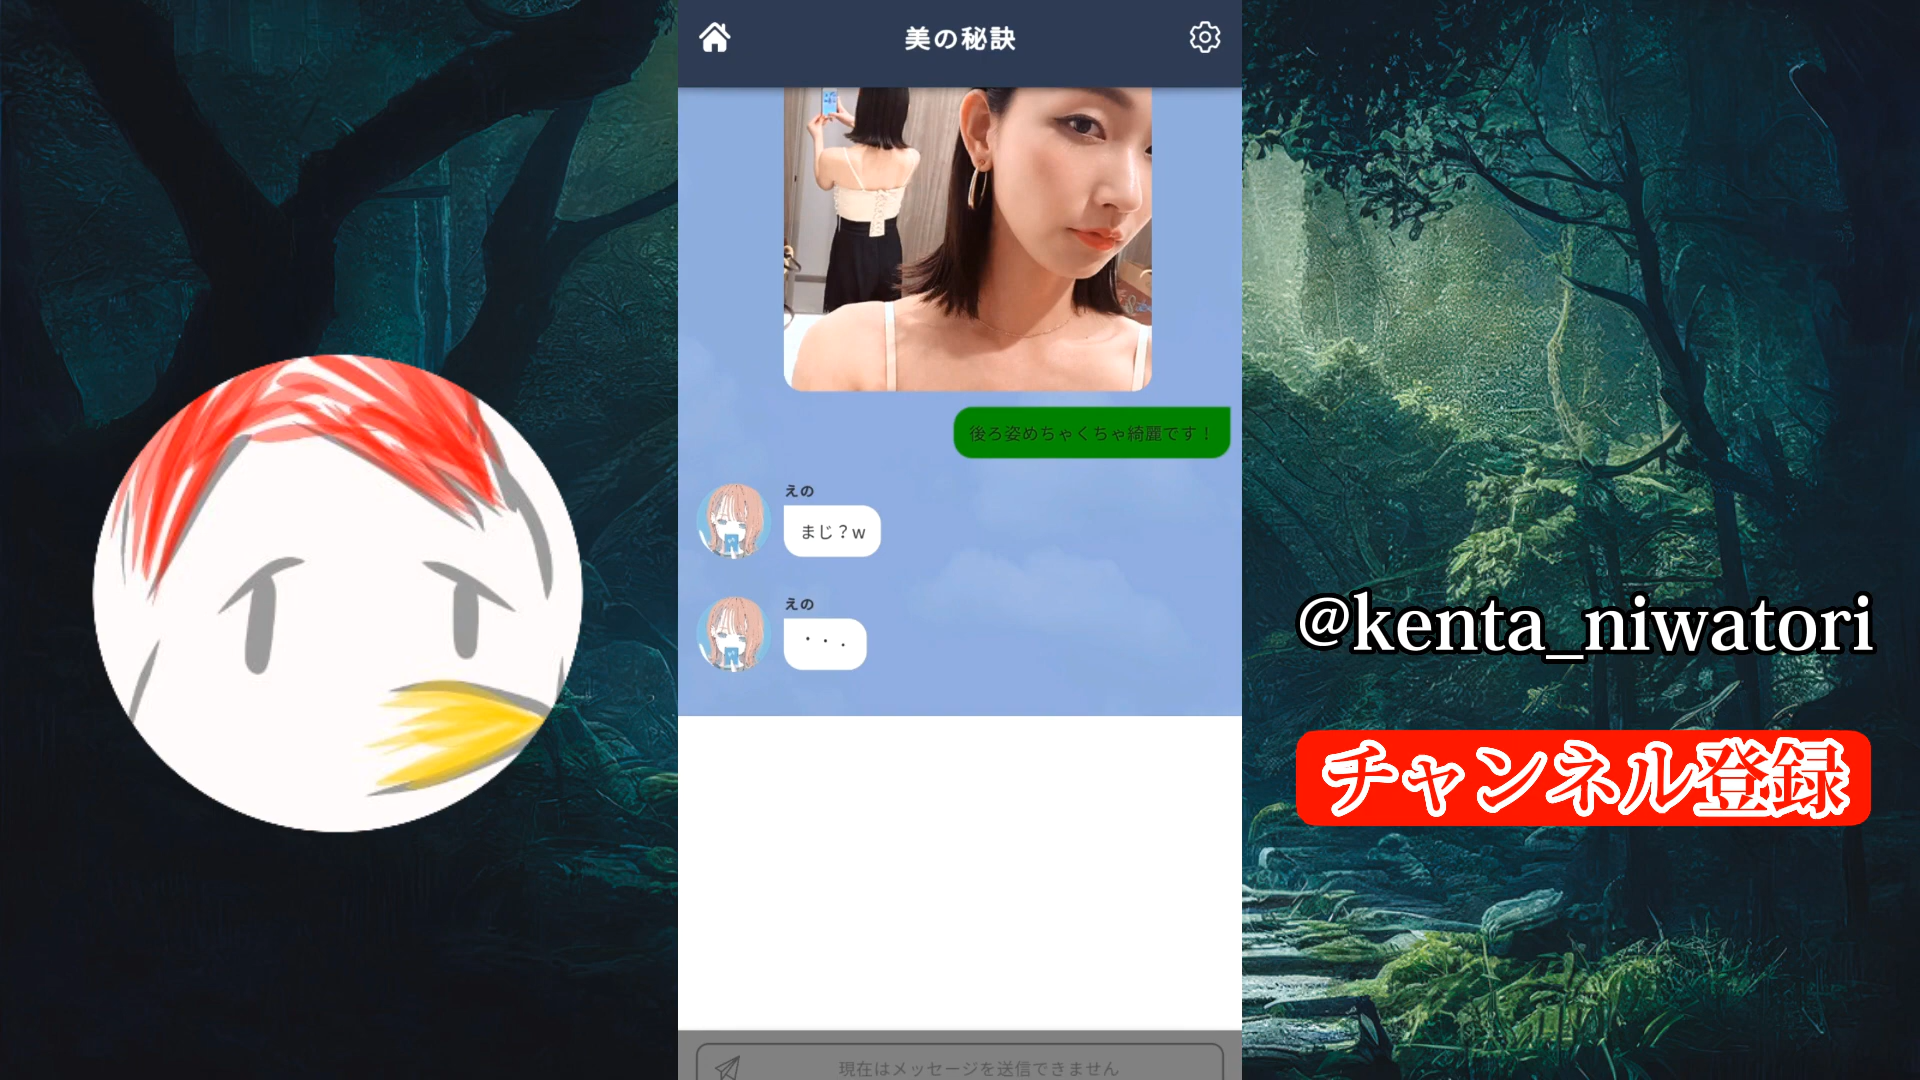 美の秘訣
後ろ姿めちゃくちゃ綺麗です！
えの
まじ？w
えの
・・.
現在はメッセージを送信できません
@kenta_niwatori
チャンネル登録